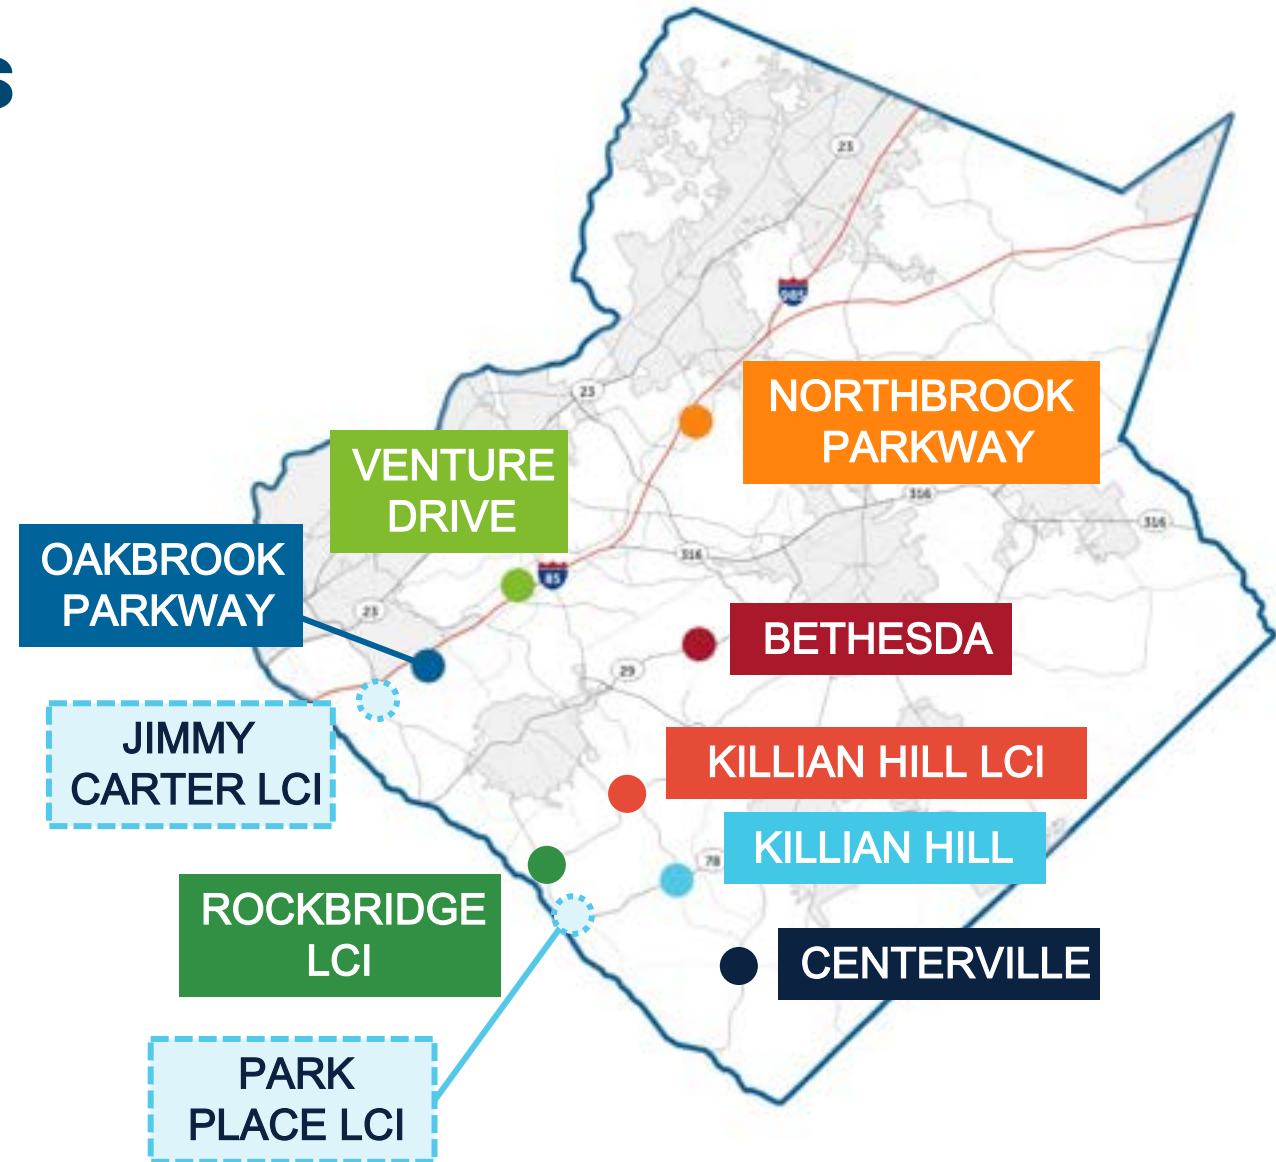 s
23
985
23
NORTHBROOK
PARKWAY
VENTURE
DRIVE
316
316
OAKBROOK
PARKWAY
316
85
23
BETHESDA
29
JIMMY
CARTER LCI
KILLIAN HILL LCI
KILLIAN HILL
78
ROCKBRIDGE
LCI
CENTERVILLE
PARK
PLACE LCI